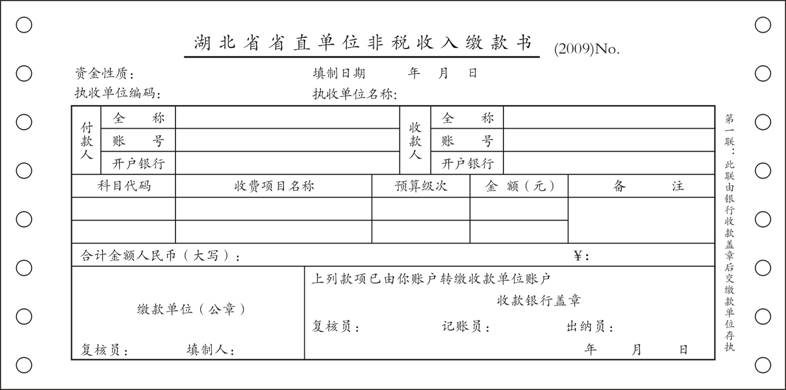 湖北省省直单位非税收入缴款书 (2009)No.
资金性质： 填制日期 年 月 日
执收单位编码： 执收单位名称：
付款人 全 称 收款人 全 称
账 号 账 号
开户银行 开户银行
科目代码 收费项目名称 预算级次 金 额（元） 备 注
合计金额人民币（大写）： ￥：
上列款项已由你账户转缴收款单位账户
缴款单位（公章） 收款银行盖章
复核员： 记账员： 出纳员：
复核员： 填制人： 年 月 日
第一联：此联由银行收款盖章后交缴款单位存执